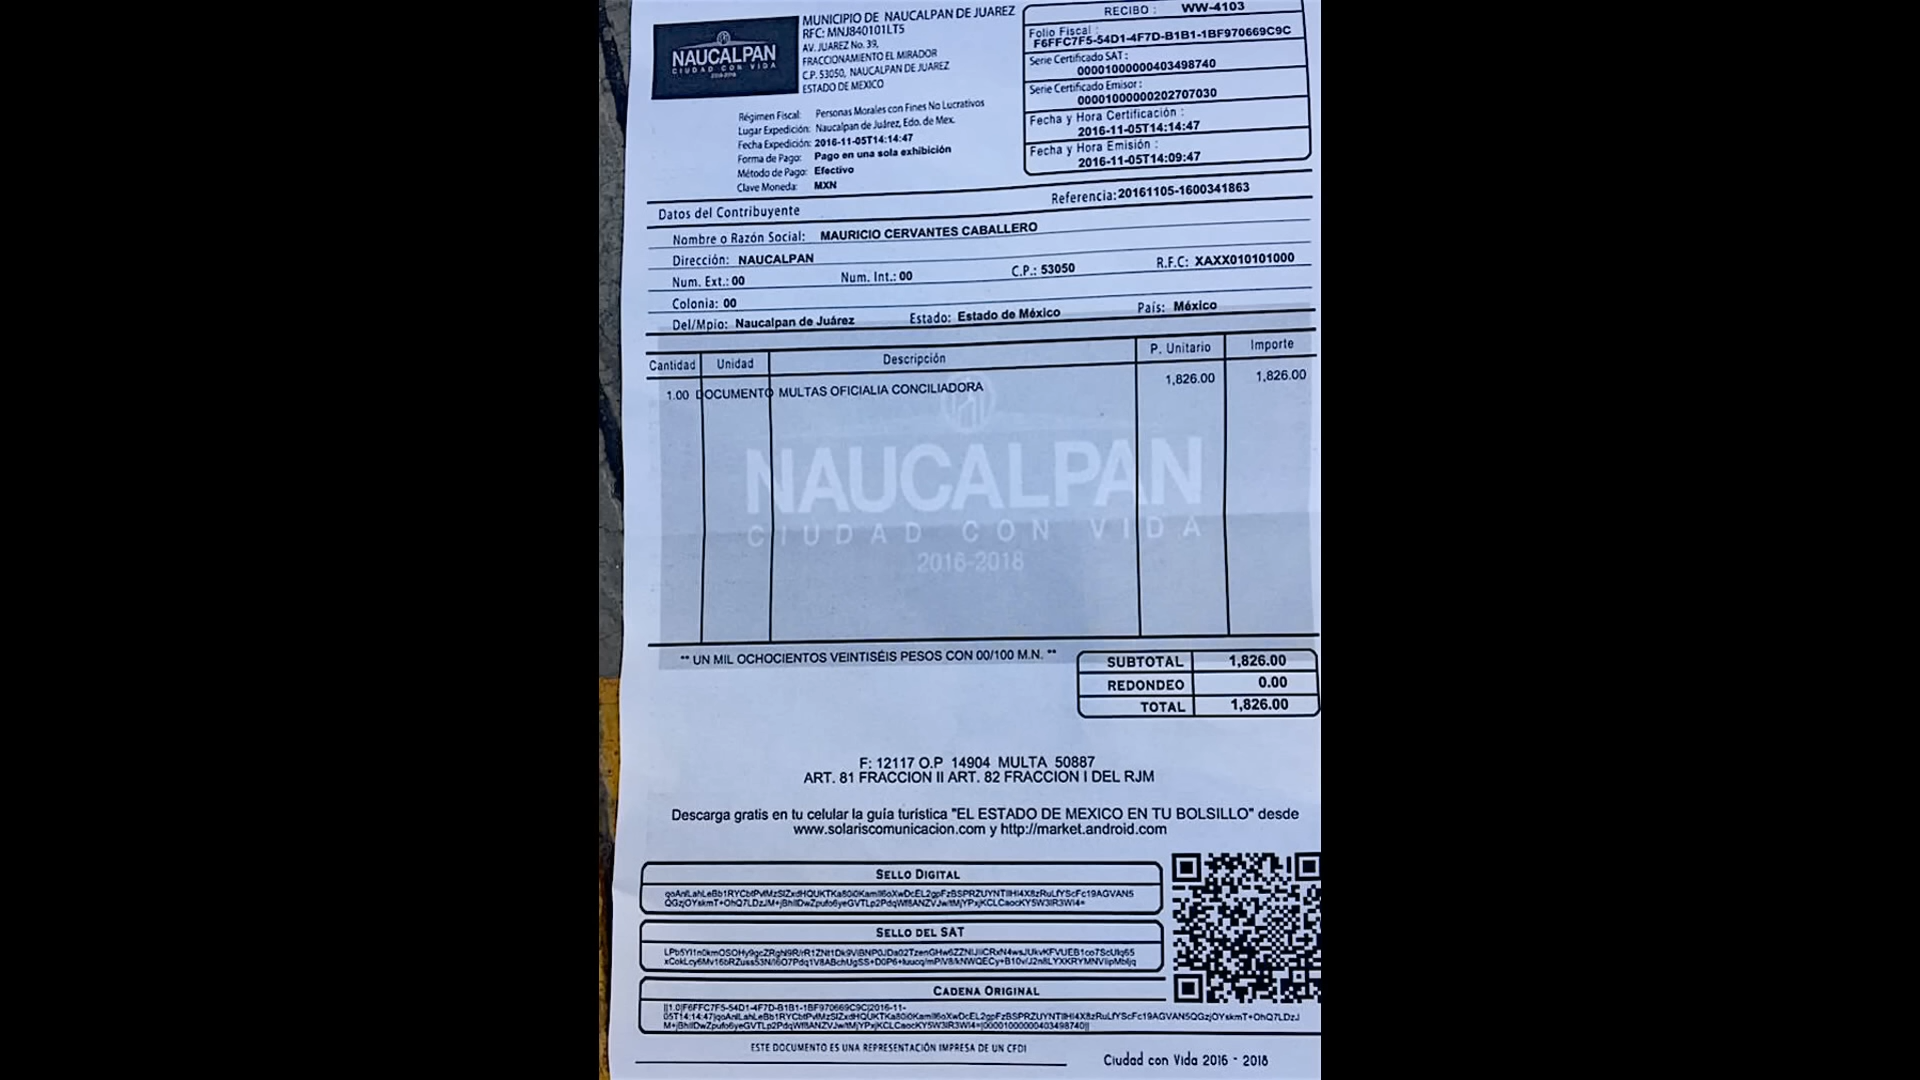 NAUCALPAN
CIUDAD CON VIDA
2016-2018
MUNICIPIO DE NAUCALPAN DE JUAREZ
RFC: MNJ840101LT5
AV. JUAREZ No. 39,
FRACCIONAMIENTO EL MIRADOR
C.P. 53050, NAUCALPAN DE JUAREZ
ESTADO DE MEXICO
Régimen Fiscal: Personas Morales con Fines No Lucrativos
Lugar Expedición: Naucalpan de Juárez, Edo. de Mex.
Fecha Expedición: 2016-11-05T14:14:47
Forma de Pago: Pago en una sola exhibición
Método de Pago: Efectivo
Clave Moneda: MXN
RECIBO : WW-4103
Folio Fiscal :
F6FFC7F5-54D1-4F7D-B1B1-1BF970669C9C
Serie Certificado SAT :
00001000000403498740
Serie Certificado Emisor :
00001000000202707030
Fecha y Hora Certificación :
2016-11-05T14:14:47
Fecha y Hora Emisión :
2016-11-05T14:09:47
Referencia: 20161105-1600341863
Datos del Contribuyente
Nombre o Razón Social: MAURICIO CERVANTES CABALLERO
Dirección: NAUCALPAN
Num. Ext.: 00 Num. Int.: 00 C.P.: 53050 R.F.C: XAXX010101000
Colonia: 00
Del/Mpio: Naucalpan de Juárez Estado: Estado de México País: México
Cantidad Unidad Descripción P. Unitario Importe
1.00 DOCUMENTO MULTAS OFICIALIA CONCILIADORA 1,826.00 1,826.00
NAUCALPAN
CIUDAD CON VIDA
2016-2018
** UN MIL OCHOCIENTOS VEINTISÉIS PESOS CON 00/100 M.N. **
SUBTOTAL 1,826.00
REDONDEO 0.00
TOTAL 1,826.00
F: 12117 O.P 14904 MULTA 50887
ART. 81 FRACCION II ART. 82 FRACCION I DEL RJM
Descarga gratis en tu celular la guía turística "EL ESTADO DE MEXICO EN TU BOLSILLO" desde
www.solariscomunicacion.com y http://market.android.com
SELLO DIGITAL
SELLO DEL SAT
CADENA ORIGINAL
ESTE DOCUMENTO ES UNA REPRESENTACIÓN IMPRESA DE UN CFDI
Ciudad con Vida 2016 - 2018